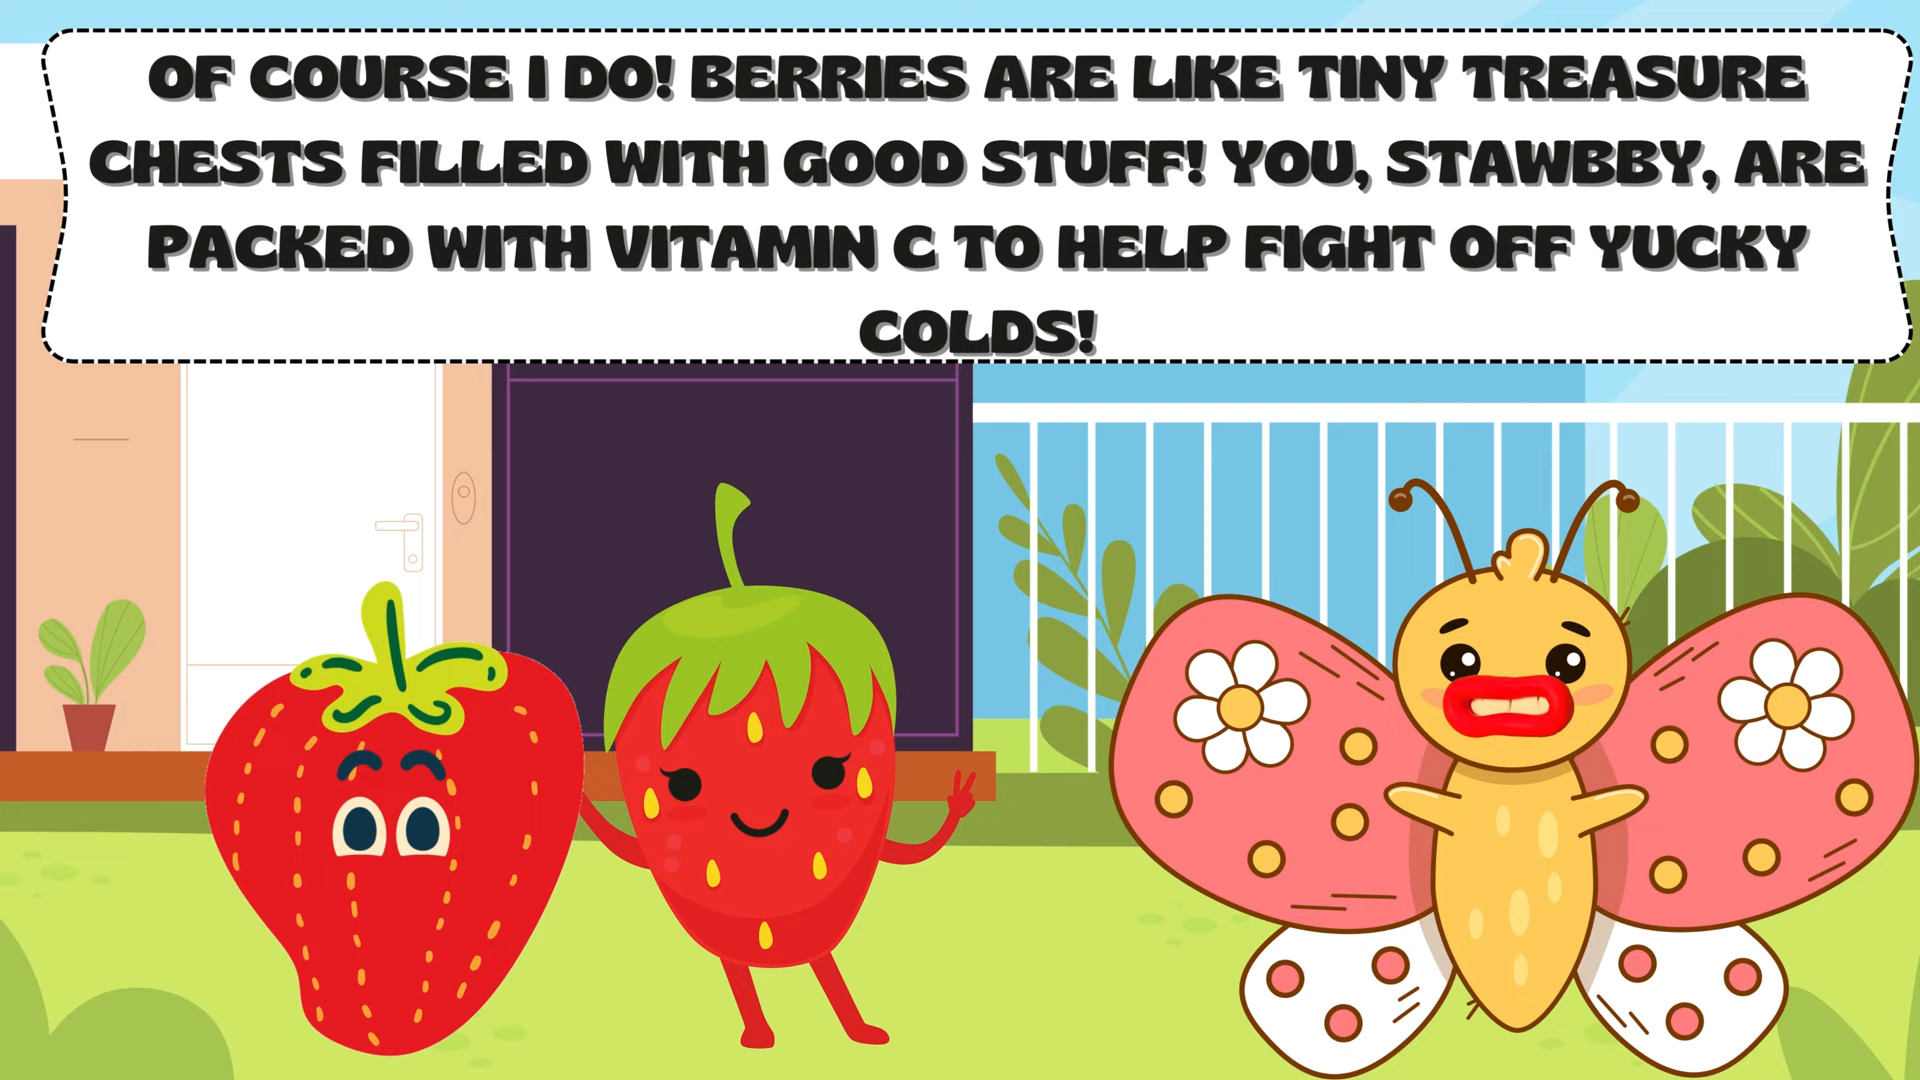 OF COURSE I DO! BERRIES ARE LIKE TINY TREASURE
CHESTS FILLED WITH GOOD STUFF! YOU, STAWBBY, ARE
PACKED WITH VITAMIN C TO HELP FIGHT OFF YUCKY
COLDS!